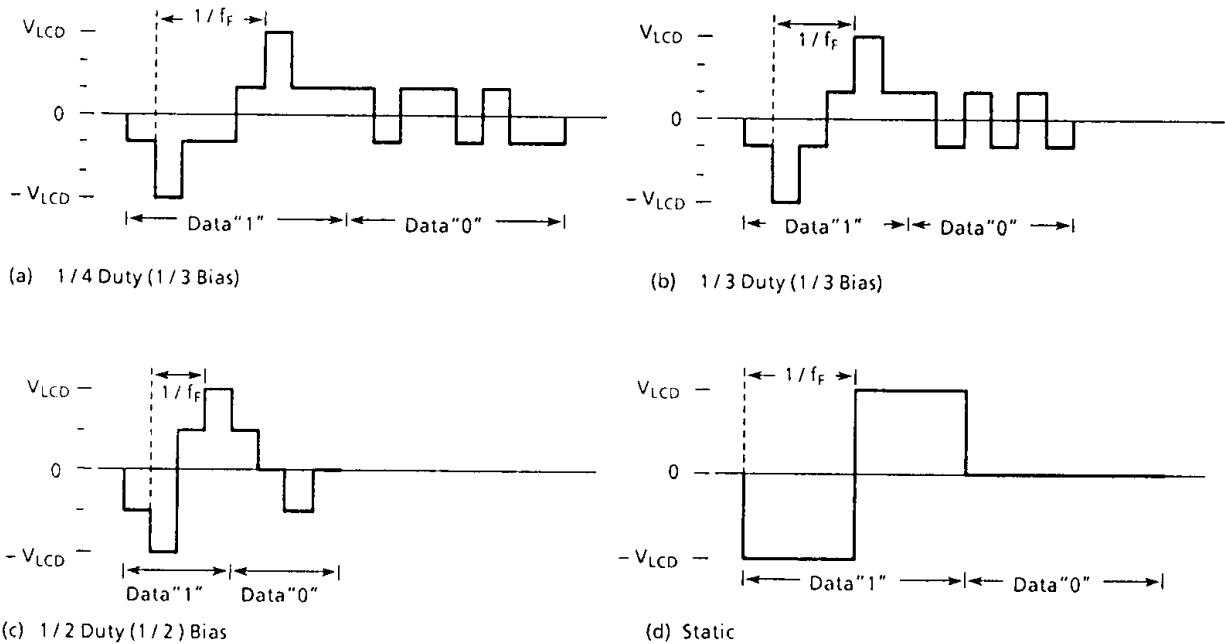 V_LCD
1/f_F
0
-V_LCD
Data"1"
Data"0"
(a) 1/4 Duty (1/3 Bias)
V_LCD
1/f_F
0
-V_LCD
Data"1"
Data"0"
(b) 1/3 Duty (1/3 Bias)
V_LCD
1/f_F
0
-V_LCD
Data"1"
Data"0"
(c) 1/2 Duty (1/2) Bias
V_LCD
1/f_F
0
-V_LCD
Data"1"
Data"0"
(d) Static